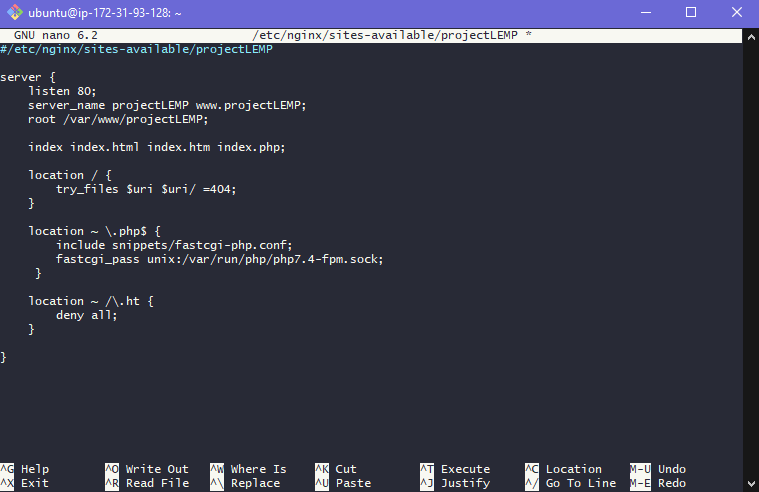 ubuntu@ip-172-31-93-128: ~
GNU nano 6.2 /etc/nginx/sites-available/projectLEMP *
#/etc/nginx/sites-available/projectLEMP
server {
listen 80;
server_name projectLEMP www.projectLEMP;
root /var/www/projectLEMP;
index index.html index.htm index.php;
location / {
try_files $uri $uri/ =404;
}
location ~ \.php$ {
include snippets/fastcgi-php.conf;
fastcgi_pass unix:/var/run/php/php7.4-fpm.sock;
}
location ~ /\.ht {
deny all;
}
}
^G Help ^O Write Out ^W Where Is ^K Cut ^T Execute ^C Location M-U Undo
^X Exit ^R Read File ^\ Replace ^U Paste ^J Justify ^/ Go To Line M-E Redo